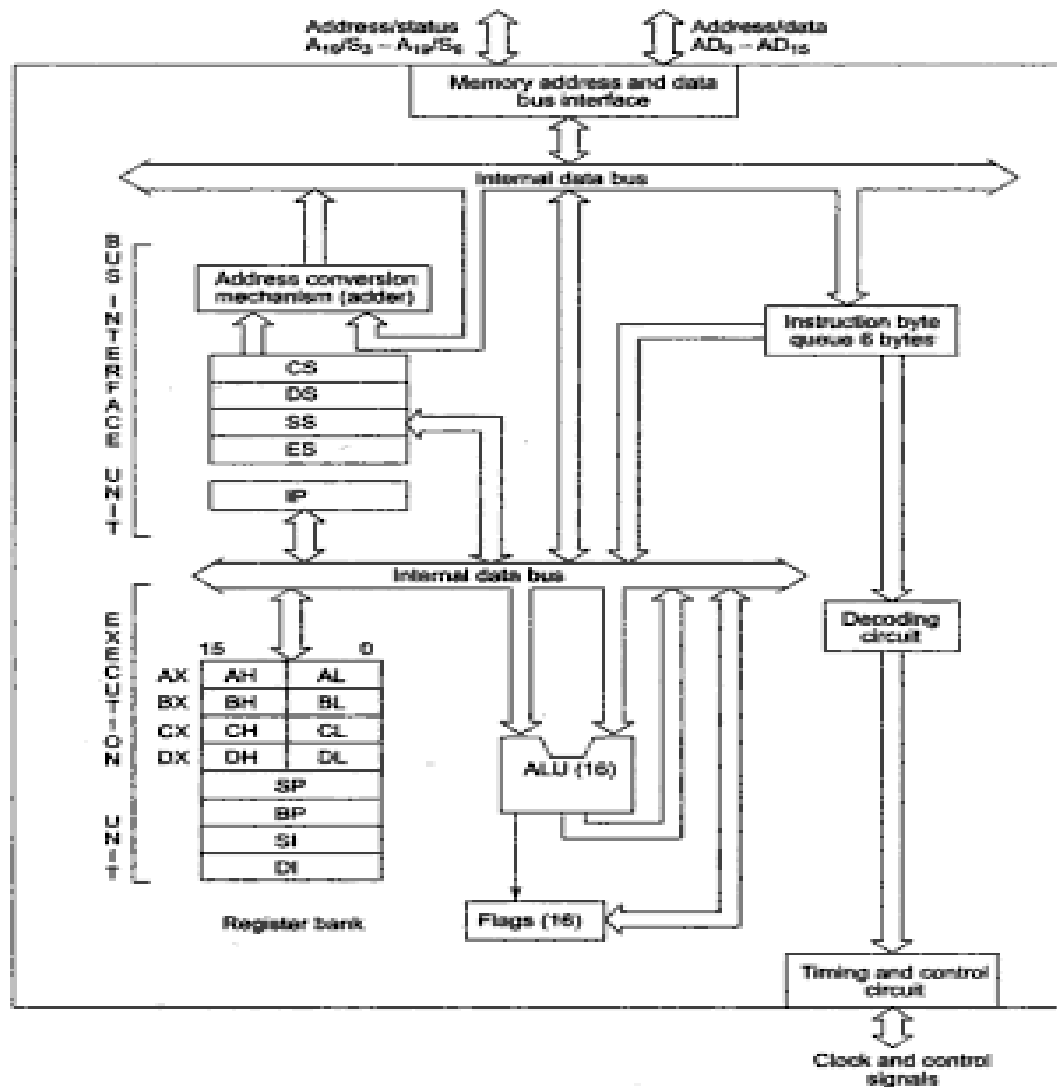 Address/status
A16/S3 – A19/S6
Address/data
AD0 – AD15
Memory address and data
bus interface
Internal data bus
BUS INTERFACE UNIT
Address conversion
mechanism (adder)
Instruction byte
queue 6 bytes
CS
DS
SS
ES
IP
Internal data bus
EXECUTION UNIT
Decoding
circuit
15 0
AX AH AL
BX BH BL
CX CH CL
DX DH DL
SP
BP
SI
DI
ALU (16)
Register bank
Flags (16)
Timing and control
circuit
Clock and control
signals